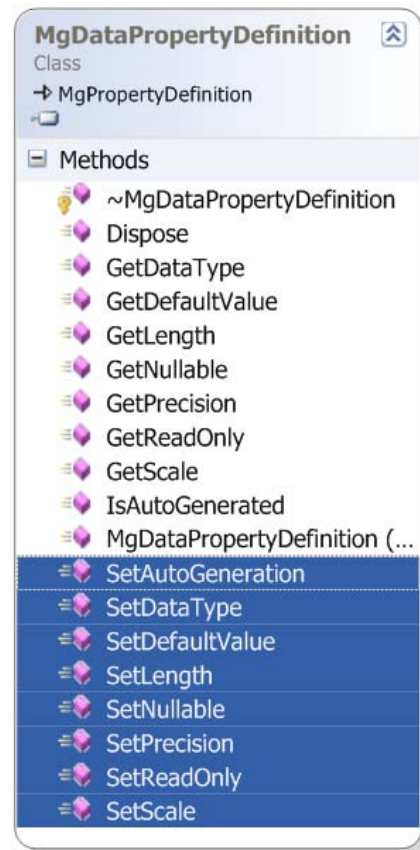 MgDataPropertyDefinition
Class
MgPropertyDefinition
Methods
~MgDataPropertyDefinition
Dispose
GetDataType
GetDefaultValue
GetLength
GetNullable
GetPrecision
GetReadOnly
GetScale
IsAutoGenerated
MgDataPropertyDefinition (...
SetAutoGeneration
SetDataType
SetDefaultValue
SetLength
SetNullable
SetPrecision
SetReadOnly
SetScale